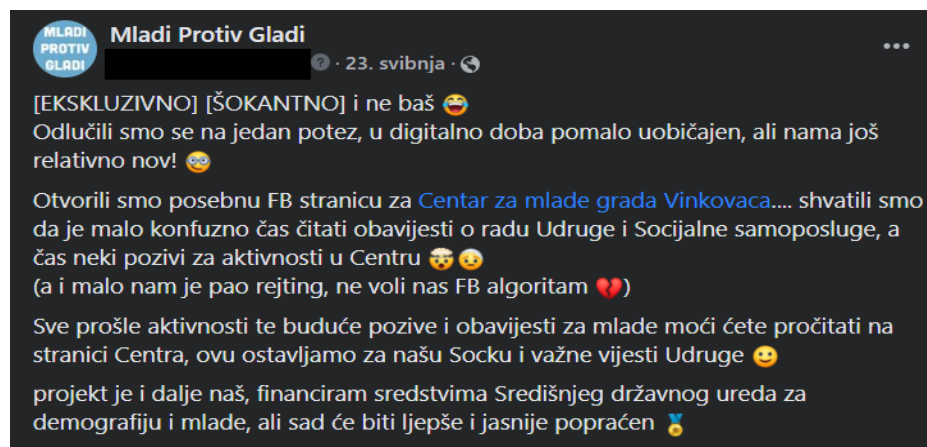 MLADI
PROTIV
GLADI
Mladi Protiv Gladi
· 23. svibnja ·
[EKSKLUZIVNO] [ŠOKANTNO] i ne baš 😂
Odlučili smo se na jedan potez, u digitalno doba pomalo uobičajen, ali nama još
relativno nov! 🤓
Otvorili smo posebnu FB stranicu za Centar za mlade grada Vinkovaca.... shvatili smo
da je malo konfuzno čas čitati obavijesti o radu Udruge i Socijalne samoposluge, a
čas neki pozivi za aktivnosti u Centru 🤯🤕
(a i malo nam je pao rejting, ne voli nas FB algoritam 💔)
Sve prošle aktivnosti te buduće pozive i obavijesti za mlade moći ćete pročitati na
stranici Centra, ovu ostavljamo za našu Socku i važne vijesti Udruge 🙂
projekt je i dalje naš, financiram sredstvima Središnjeg državnog ureda za
demografiju i mlade, ali sad će biti ljepše i jasnije popraćen 🏅